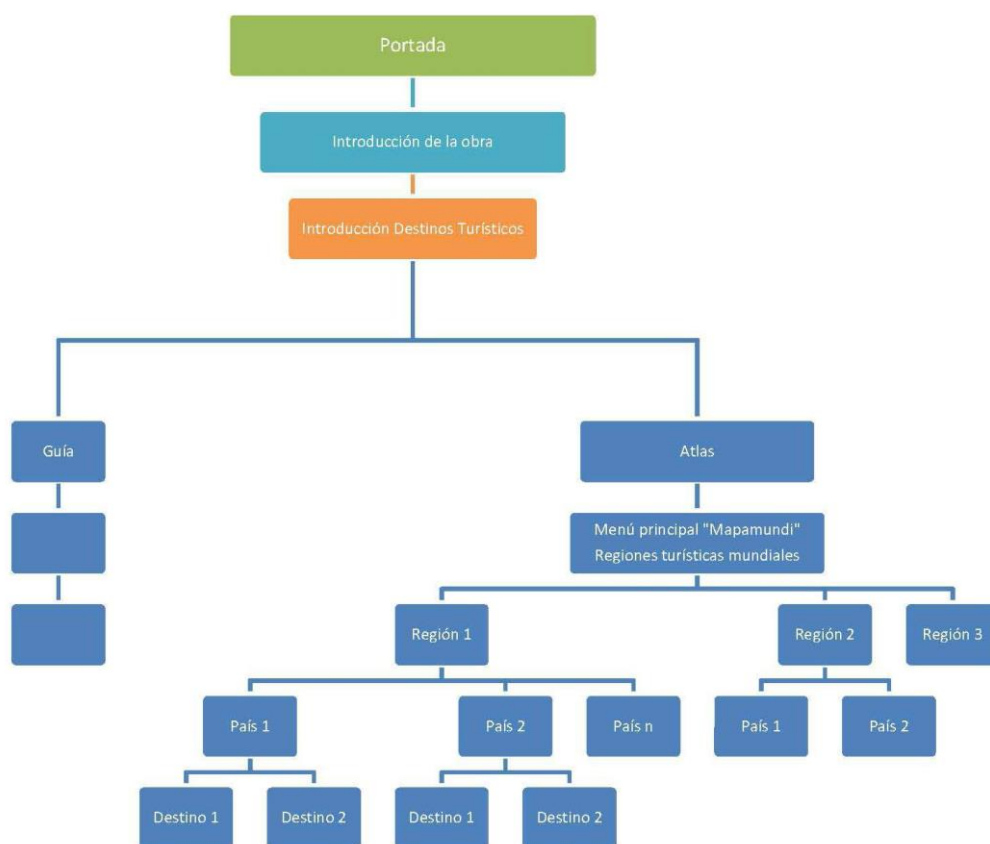 Portada
Introducción de la obra
Introducción Destinos Turísticos
Guía
Atlas
Menú principal "Mapamundi"
Regiones turísticas mundiales
Región 1
Región 2
Región 3
País 1
País 2
País n
País 1
País 2
Destino 1
Destino 2
Destino 1
Destino 2